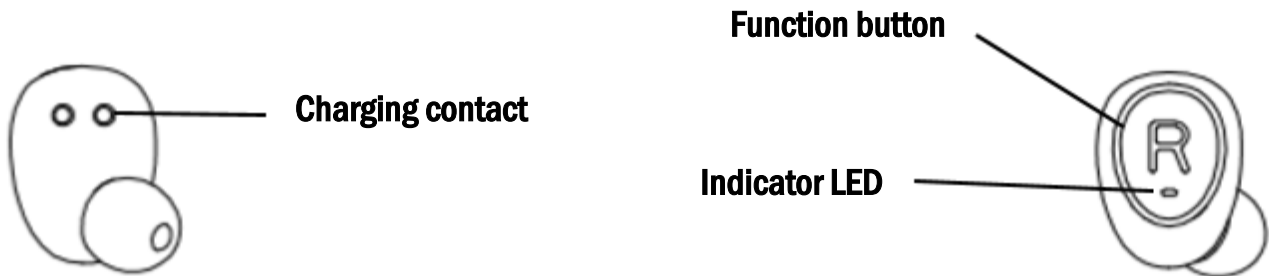 Function button
Charging contact
R
Indicator LED